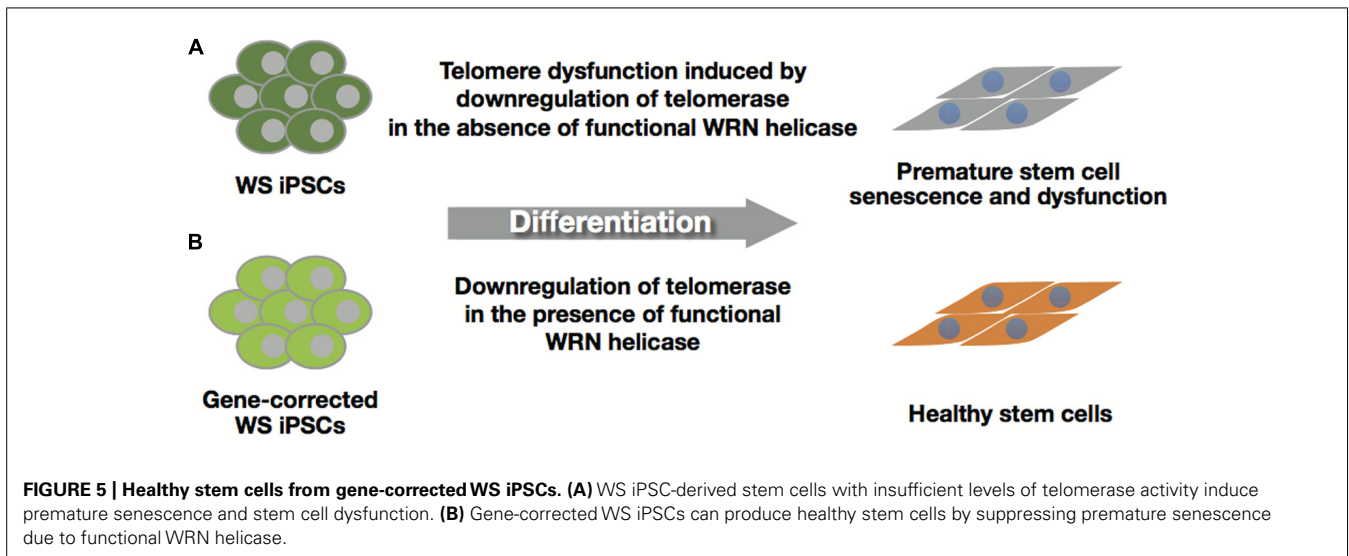 A
Telomere dysfunction induced by
downregulation of telomerase
in the absence of functional WRN helicase
WS iPSCs
Premature stem cell
senescence and dysfunction
Differentiation
B
Downregulation of telomerase
in the presence of functional
WRN helicase
Gene-corrected
WS iPSCs
Healthy stem cells
FIGURE 5 | Healthy stem cells from gene-corrected WS iPSCs. (A) WS iPSC-derived stem cells with insufficient levels of telomerase activity induce
premature senescence and stem cell dysfunction. (B) Gene-corrected WS iPSCs can produce healthy stem cells by suppressing premature senescence
due to functional WRN helicase.